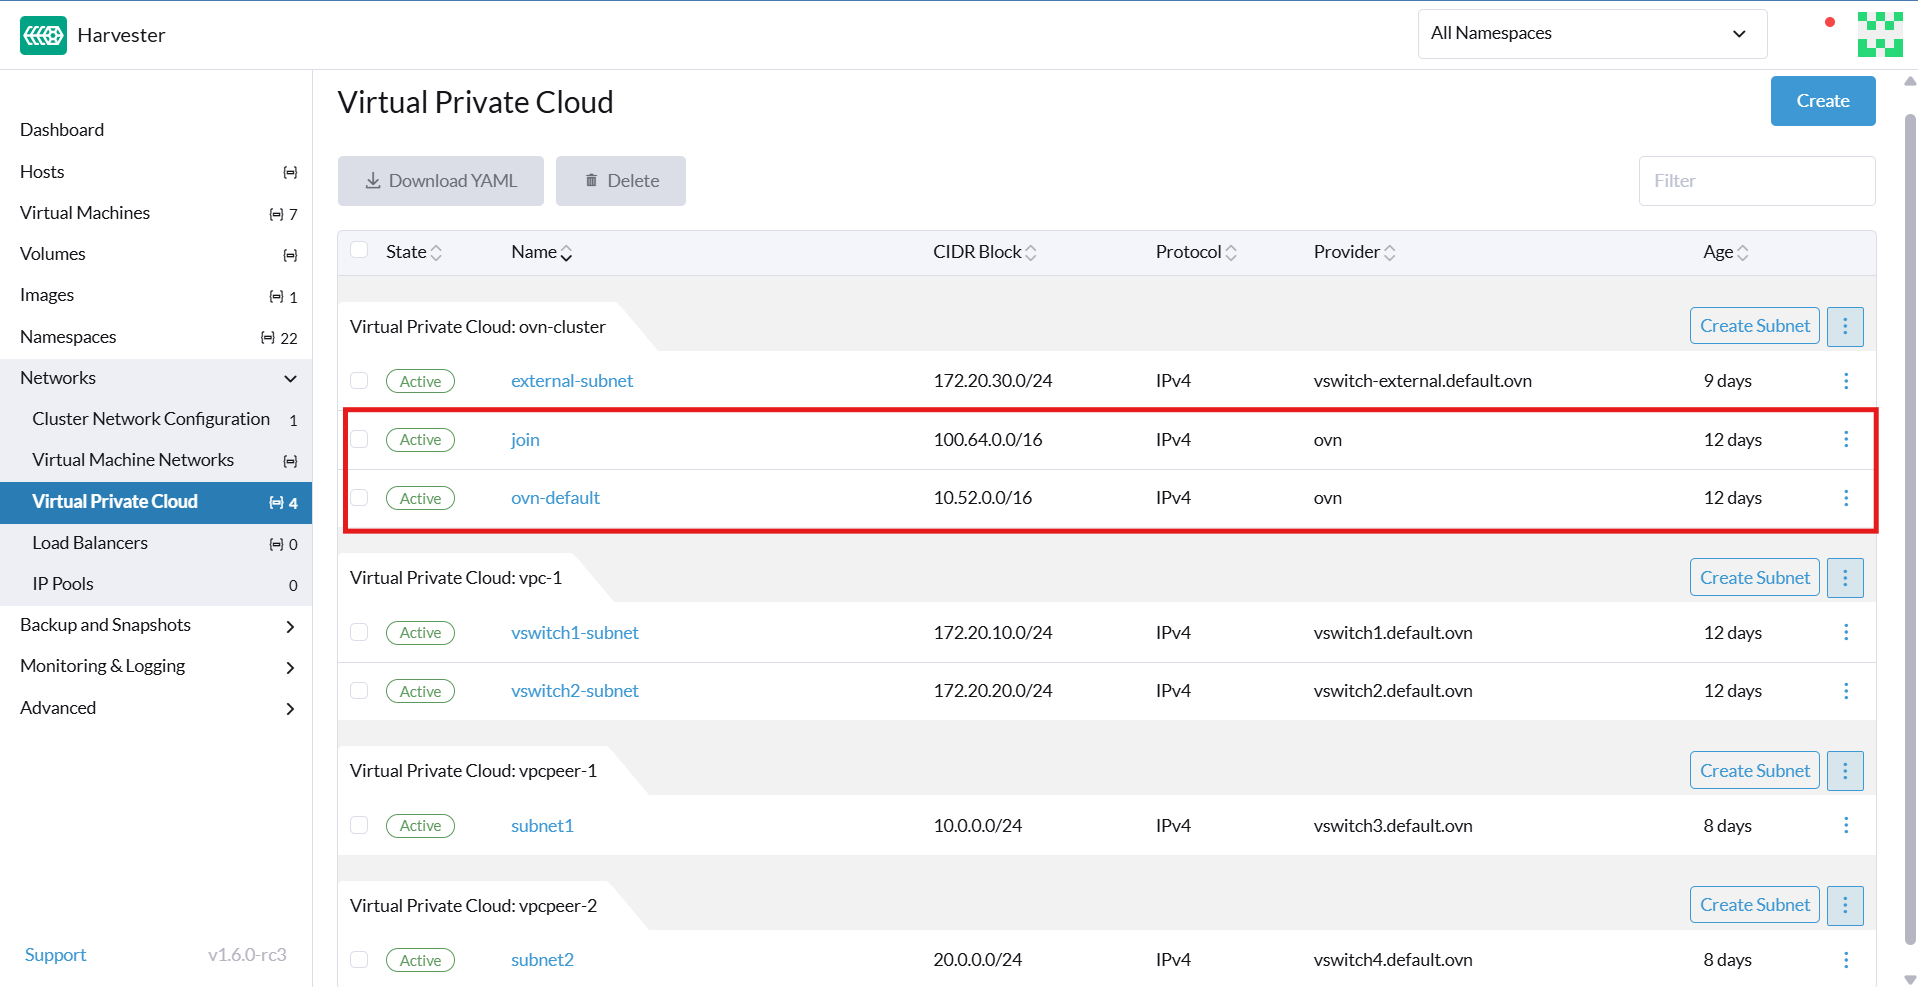 Harvester
All Namespaces
Dashboard
Hosts
Virtual Machines 7
Volumes
Images 1
Namespaces 22
Networks
Cluster Network Configuration 1
Virtual Machine Networks
Virtual Private Cloud 4
Load Balancers 0
IP Pools 0
Backup and Snapshots
Monitoring & Logging
Advanced
Support v1.6.0-rc3
Virtual Private Cloud
Create
Download YAML Delete
Filter
State Name CIDR Block Protocol Provider Age
Virtual Private Cloud: ovn-cluster Create Subnet
Active external-subnet 172.20.30.0/24 IPv4 vswitch-external.default.ovn 9 days
Active join 100.64.0.0/16 IPv4 ovn 12 days
Active ovn-default 10.52.0.0/16 IPv4 ovn 12 days
Virtual Private Cloud: vpc-1 Create Subnet
Active vswitch1-subnet 172.20.10.0/24 IPv4 vswitch1.default.ovn 12 days
Active vswitch2-subnet 172.20.20.0/24 IPv4 vswitch2.default.ovn 12 days
Virtual Private Cloud: vpcpeer-1 Create Subnet
Active subnet1 10.0.0.0/24 IPv4 vswitch3.default.ovn 8 days
Virtual Private Cloud: vpcpeer-2 Create Subnet
Active subnet2 20.0.0.0/24 IPv4 vswitch4.default.ovn 8 days